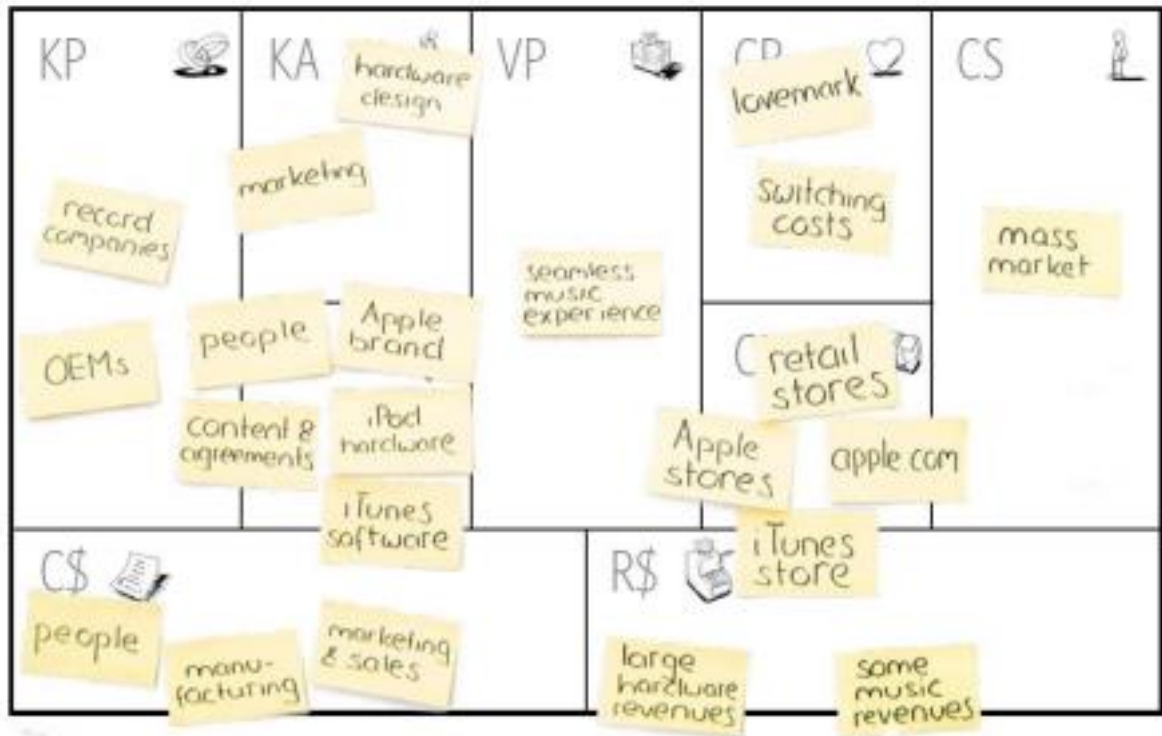 KP
record
companies
OEMs
KA
hardware
design
marketing
people
Apple
brand
content &
agreements
iPod
hardware
iTunes
software
VP
seamless
music
experience
CR
lovemark
switching
costs
C
retail
stores
Apple
stores
apple com
iTunes
store
CS
mass
market
C$
people
manu-
facturing
marketing
& sales
R$
large
hardware
revenues
some
music
revenues